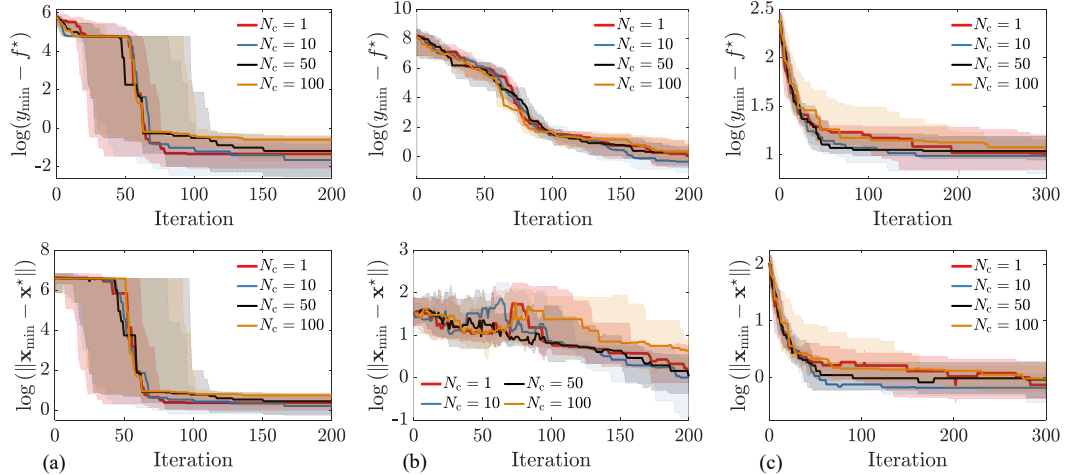 log(y_min − f*)
6
4
2
0
-2
0
50
100
150
200
Iteration
N_c = 1
N_c = 10
N_c = 50
N_c = 100
log(y_min − f*)
10
8
6
4
2
0
0
50
100
150
200
Iteration
N_c = 1
N_c = 10
N_c = 50
N_c = 100
log(y_min − f*)
2.5
2
1.5
1
0
100
200
300
Iteration
N_c = 1
N_c = 10
N_c = 50
N_c = 100
log (||x_min − x*||)
8
6
4
2
0
0
50
100
150
200
Iteration
N_c = 1
N_c = 10
N_c = 50
N_c = 100
(a)
log (||x_min − x*||)
3
2
1
0
-1
0
50
100
150
200
Iteration
N_c = 1
N_c = 50
N_c = 10
N_c = 100
(b)
log (||x_min − x*||)
2
1
0
0
100
200
300
Iteration
N_c = 1
N_c = 10
N_c = 50
N_c = 100
(c)